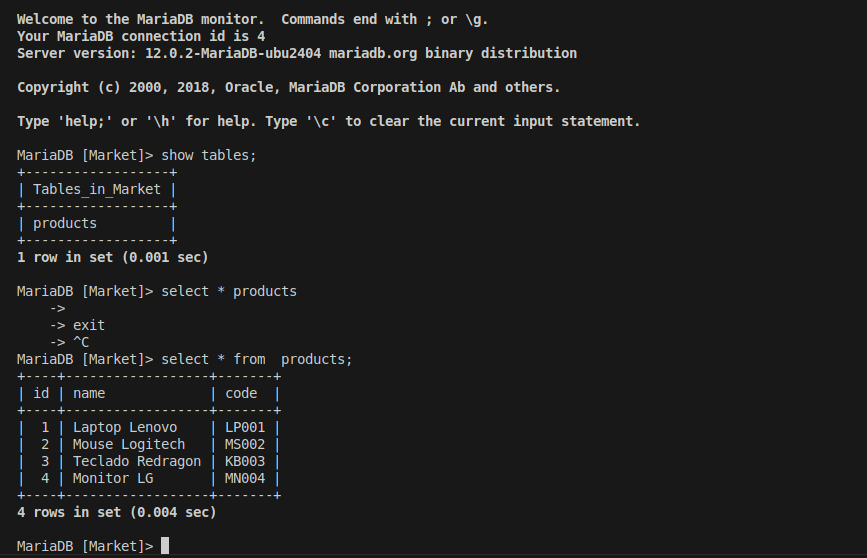 Welcome to the MariaDB monitor.  Commands end with ; or \g.
Your MariaDB connection id is 4
Server version: 12.0.2-MariaDB-ubu2404 mariadb.org binary distribution

Copyright (c) 2000, 2018, Oracle, MariaDB Corporation Ab and others.

Type 'help;' or '\h' for help. Type '\c' to clear the current input statement.

MariaDB [Market]> show tables;
+------------------+
| Tables_in_Market |
+------------------+
| products         |
+------------------+
1 row in set (0.001 sec)

MariaDB [Market]> select * products
    ->
    -> exit
    -> ^C
MariaDB [Market]> select * from  products;
+----+------------------+-------+
| id | name             | code  |
+----+------------------+-------+
|  1 | Laptop Lenovo    | LP001 |
|  2 | Mouse Logitech   | MS002 |
|  3 | Teclado Redragon | KB003 |
|  4 | Monitor LG       | MN004 |
+----+------------------+-------+
4 rows in set (0.004 sec)

MariaDB [Market]>